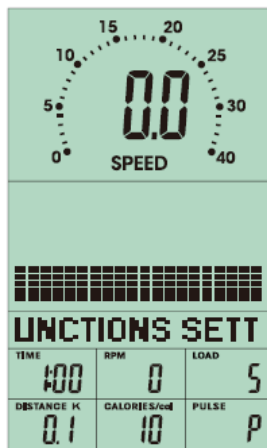 15 20
10 25
5 0.0 30
0 SPEED 40
UNCTIONS SETT
TIME RPM LOAD
1:00 0 5
DISTANCE K CALORIES/cal PULSE
0.1 10 P